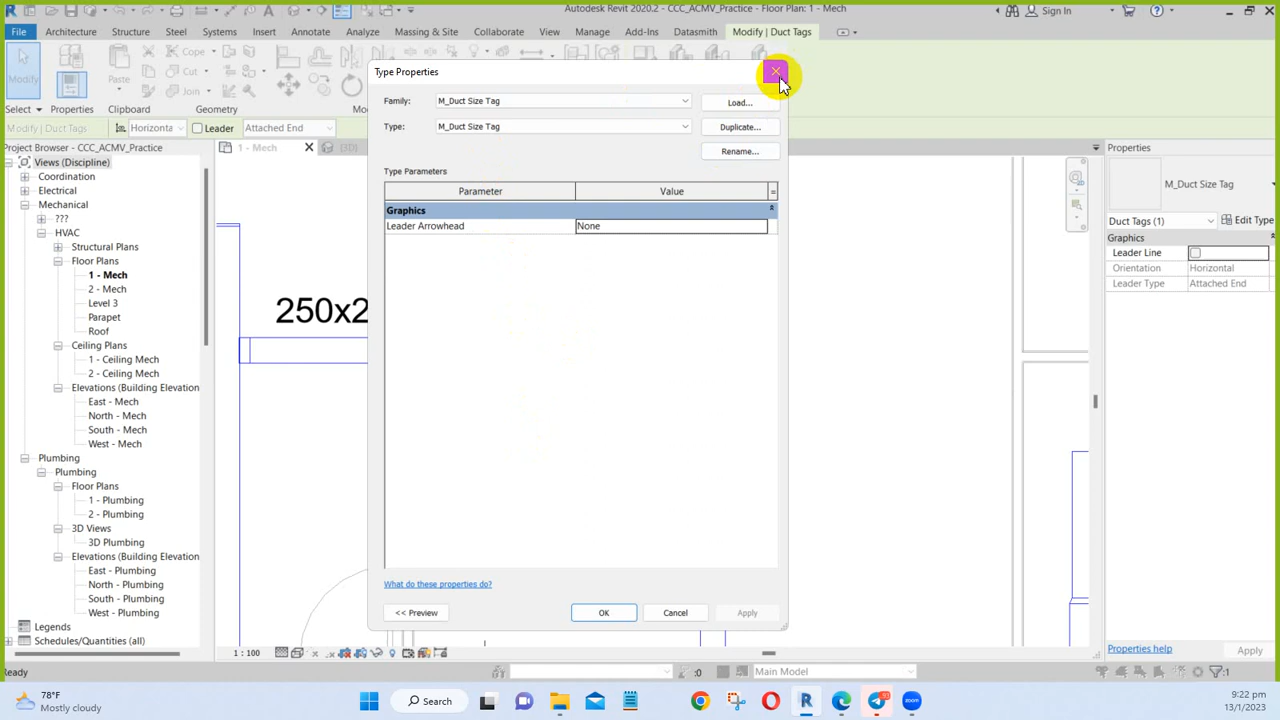 Autodesk Revit 2020.2 - CCC_ACMV_Practice - Floor Plan: 1 - Mech
Sign In
File Architecture Structure Steel Systems Insert Annotate Analyze Massing & Site Collaborate View Manage Add-Ins Datasmith Modify | Duct Tags
Modify
Paste
Cope
Cut
Join
Select Properties Clipboard Geometry Mo
Modify | Duct Tags Horizonta Leader Attached End
Project Browser - CCC_ACMV_Practice
1 - Mech
{3D}
Views (Discipline)
Coordination
Electrical
Mechanical
???
HVAC
Structural Plans
Floor Plans
1 - Mech
2 - Mech
Level 3
Parapet
Roof
Ceiling Plans
1 - Ceiling Mech
2 - Ceiling Mech
Elevations (Building Elevation
East - Mech
North - Mech
South - Mech
West - Mech
Plumbing
Plumbing
Floor Plans
1 - Plumbing
2 - Plumbing
3D Views
3D Plumbing
Elevations (Building Elevation
East - Plumbing
North - Plumbing
South - Plumbing
West - Plumbing
Legends
Schedules/Quantities (all)
250x2
Type Properties
Family: M_Duct Size Tag Load...
Type: M_Duct Size Tag Duplicate...
Rename...
Type Parameters
Parameter Value =
Graphics
Leader Arrowhead None
What do these properties do?
<< Preview OK Cancel Apply
Properties
M_Duct Size Tag
Duct Tags (1) Edit Type
Graphics
Leader Line
Orientation Horizontal
Leader Type Attached End
Properties help Apply
1 : 100
Ready :0 Main Model :1
78°F
Mostly cloudy
Search
9:22 pm
13/1/2023